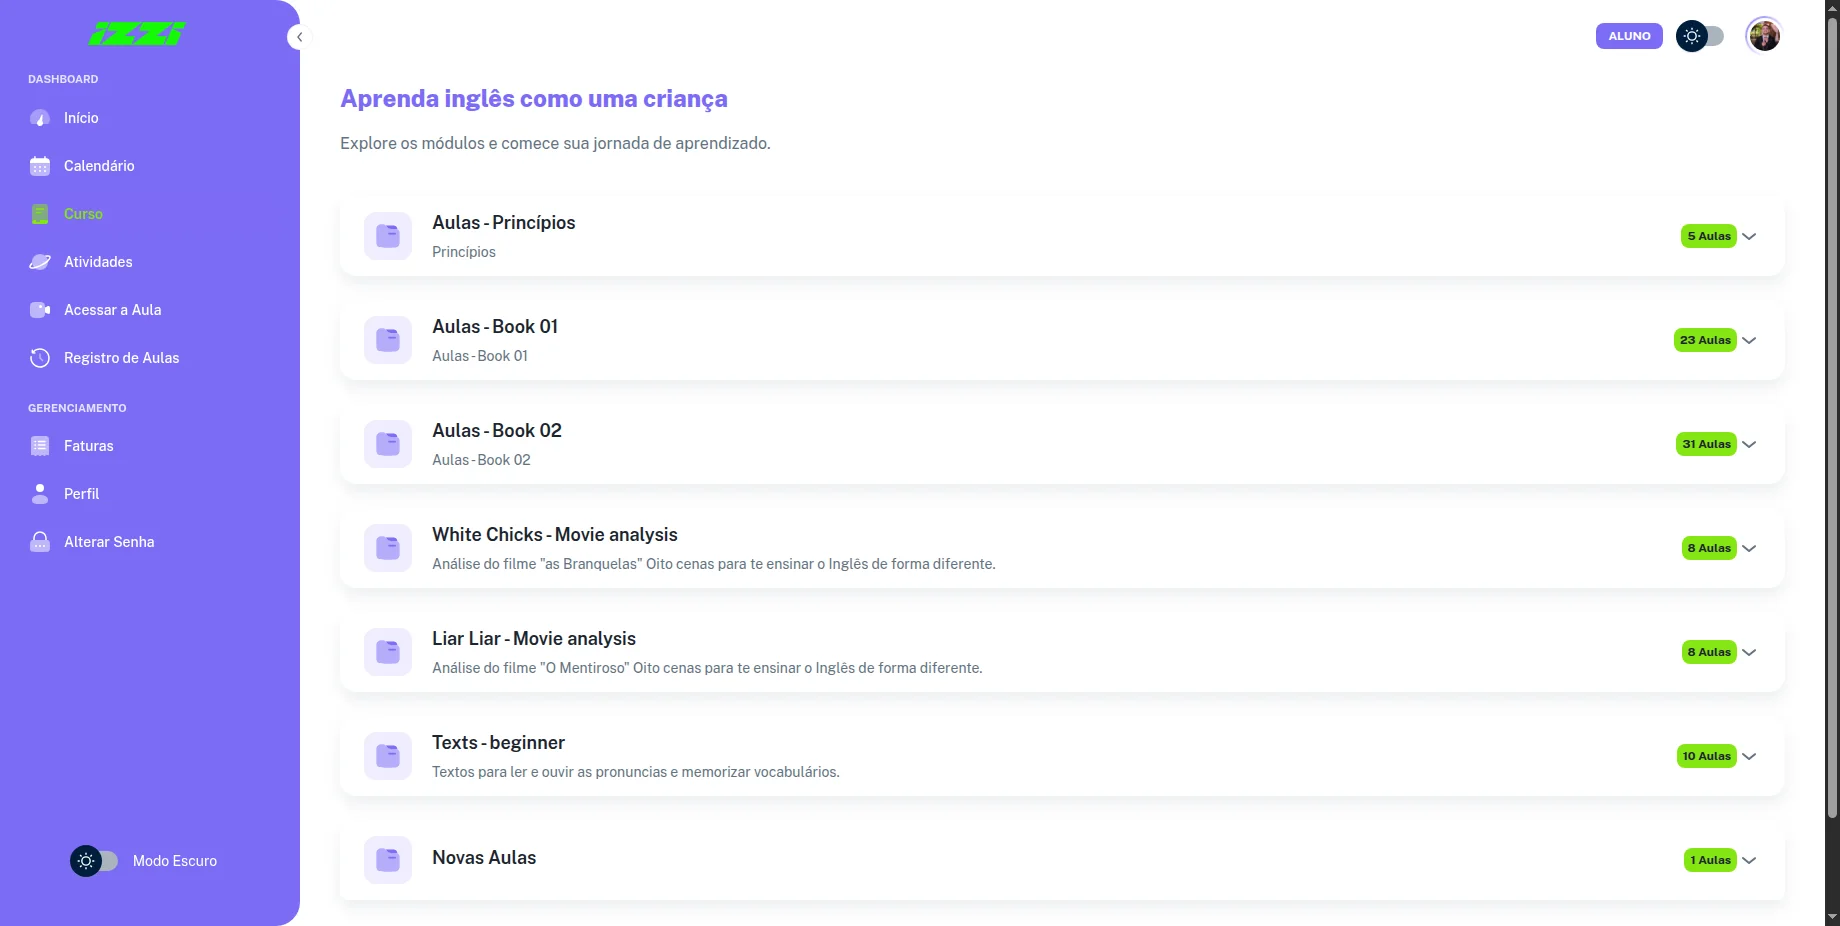 izzi
DASHBOARD
Início
Calendário
Curso
Atividades
Acessar a Aula
Registro de Aulas
GERENCIAMENTO
Faturas
Perfil
Alterar Senha
Modo Escuro
ALUNO
Aprenda inglês como uma criança
Explore os módulos e comece sua jornada de aprendizado.
Aulas - Princípios
Princípios
5 Aulas
Aulas - Book 01
Aulas - Book 01
23 Aulas
Aulas - Book 02
Aulas - Book 02
31 Aulas
White Chicks - Movie analysis
Análise do filme "as Branquelas" Oito cenas para te ensinar o Inglês de forma diferente.
8 Aulas
Liar Liar - Movie analysis
Análise do filme "O Mentiroso" Oito cenas para te ensinar o Inglês de forma diferente.
8 Aulas
Texts - beginner
Textos para ler e ouvir as pronuncias e memorizar vocabulários.
10 Aulas
Novas Aulas
1 Aulas